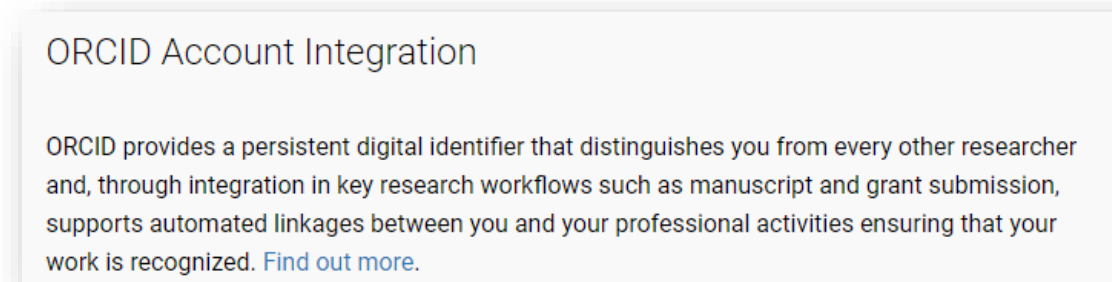 ORCID Account Integration
ORCID provides a persistent digital identifier that distinguishes you from every other researcher
and, through integration in key research workflows such as manuscript and grant submission,
supports automated linkages between you and your professional activities ensuring that your
work is recognized. Find out more.